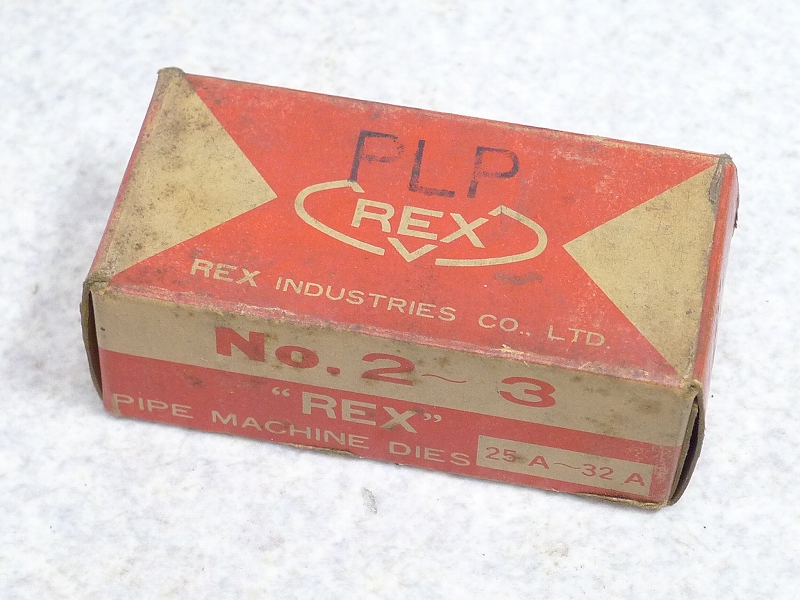 PLP
REX
REX INDUSTRIES CO., LTD.
No. 2~3
"REX"
PIPE MACHINE DIES 25 A~32 A